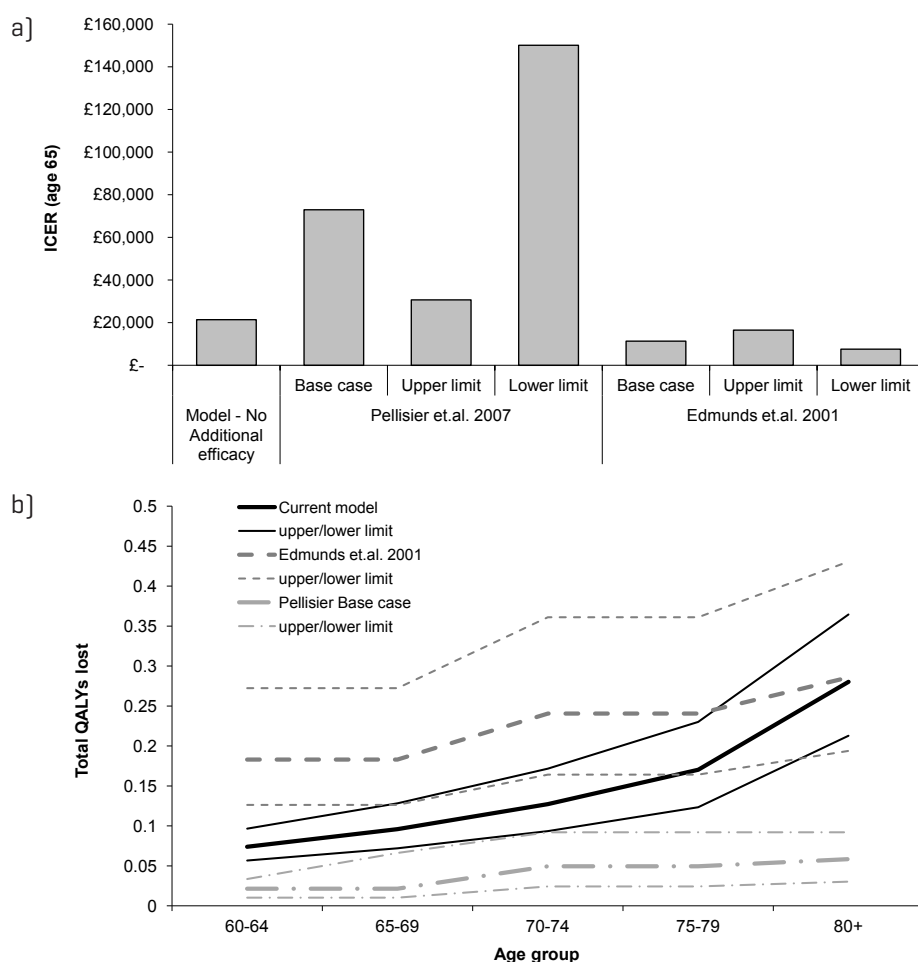 a)
£160,000
£140,000
£120,000
£100,000
£80,000
£60,000
£40,000
£20,000
£-
ICER (age 65)
Base case Upper limit Lower limit Base case Upper limit Lower limit
Model - No
Additional
efficacy
Pellisier et.al. 2007
Edmunds et.al. 2001
b)
0.5
0.45
0.4
0.35
0.3
0.25
0.2
0.15
0.1
0.05
0
Total QALYs lost
Current model
upper/lower limit
Edmunds et.al. 2001
upper/lower limit
Pellisier Base case
upper/lower limit
60-64 65-69 70-74 75-79 80+
Age group